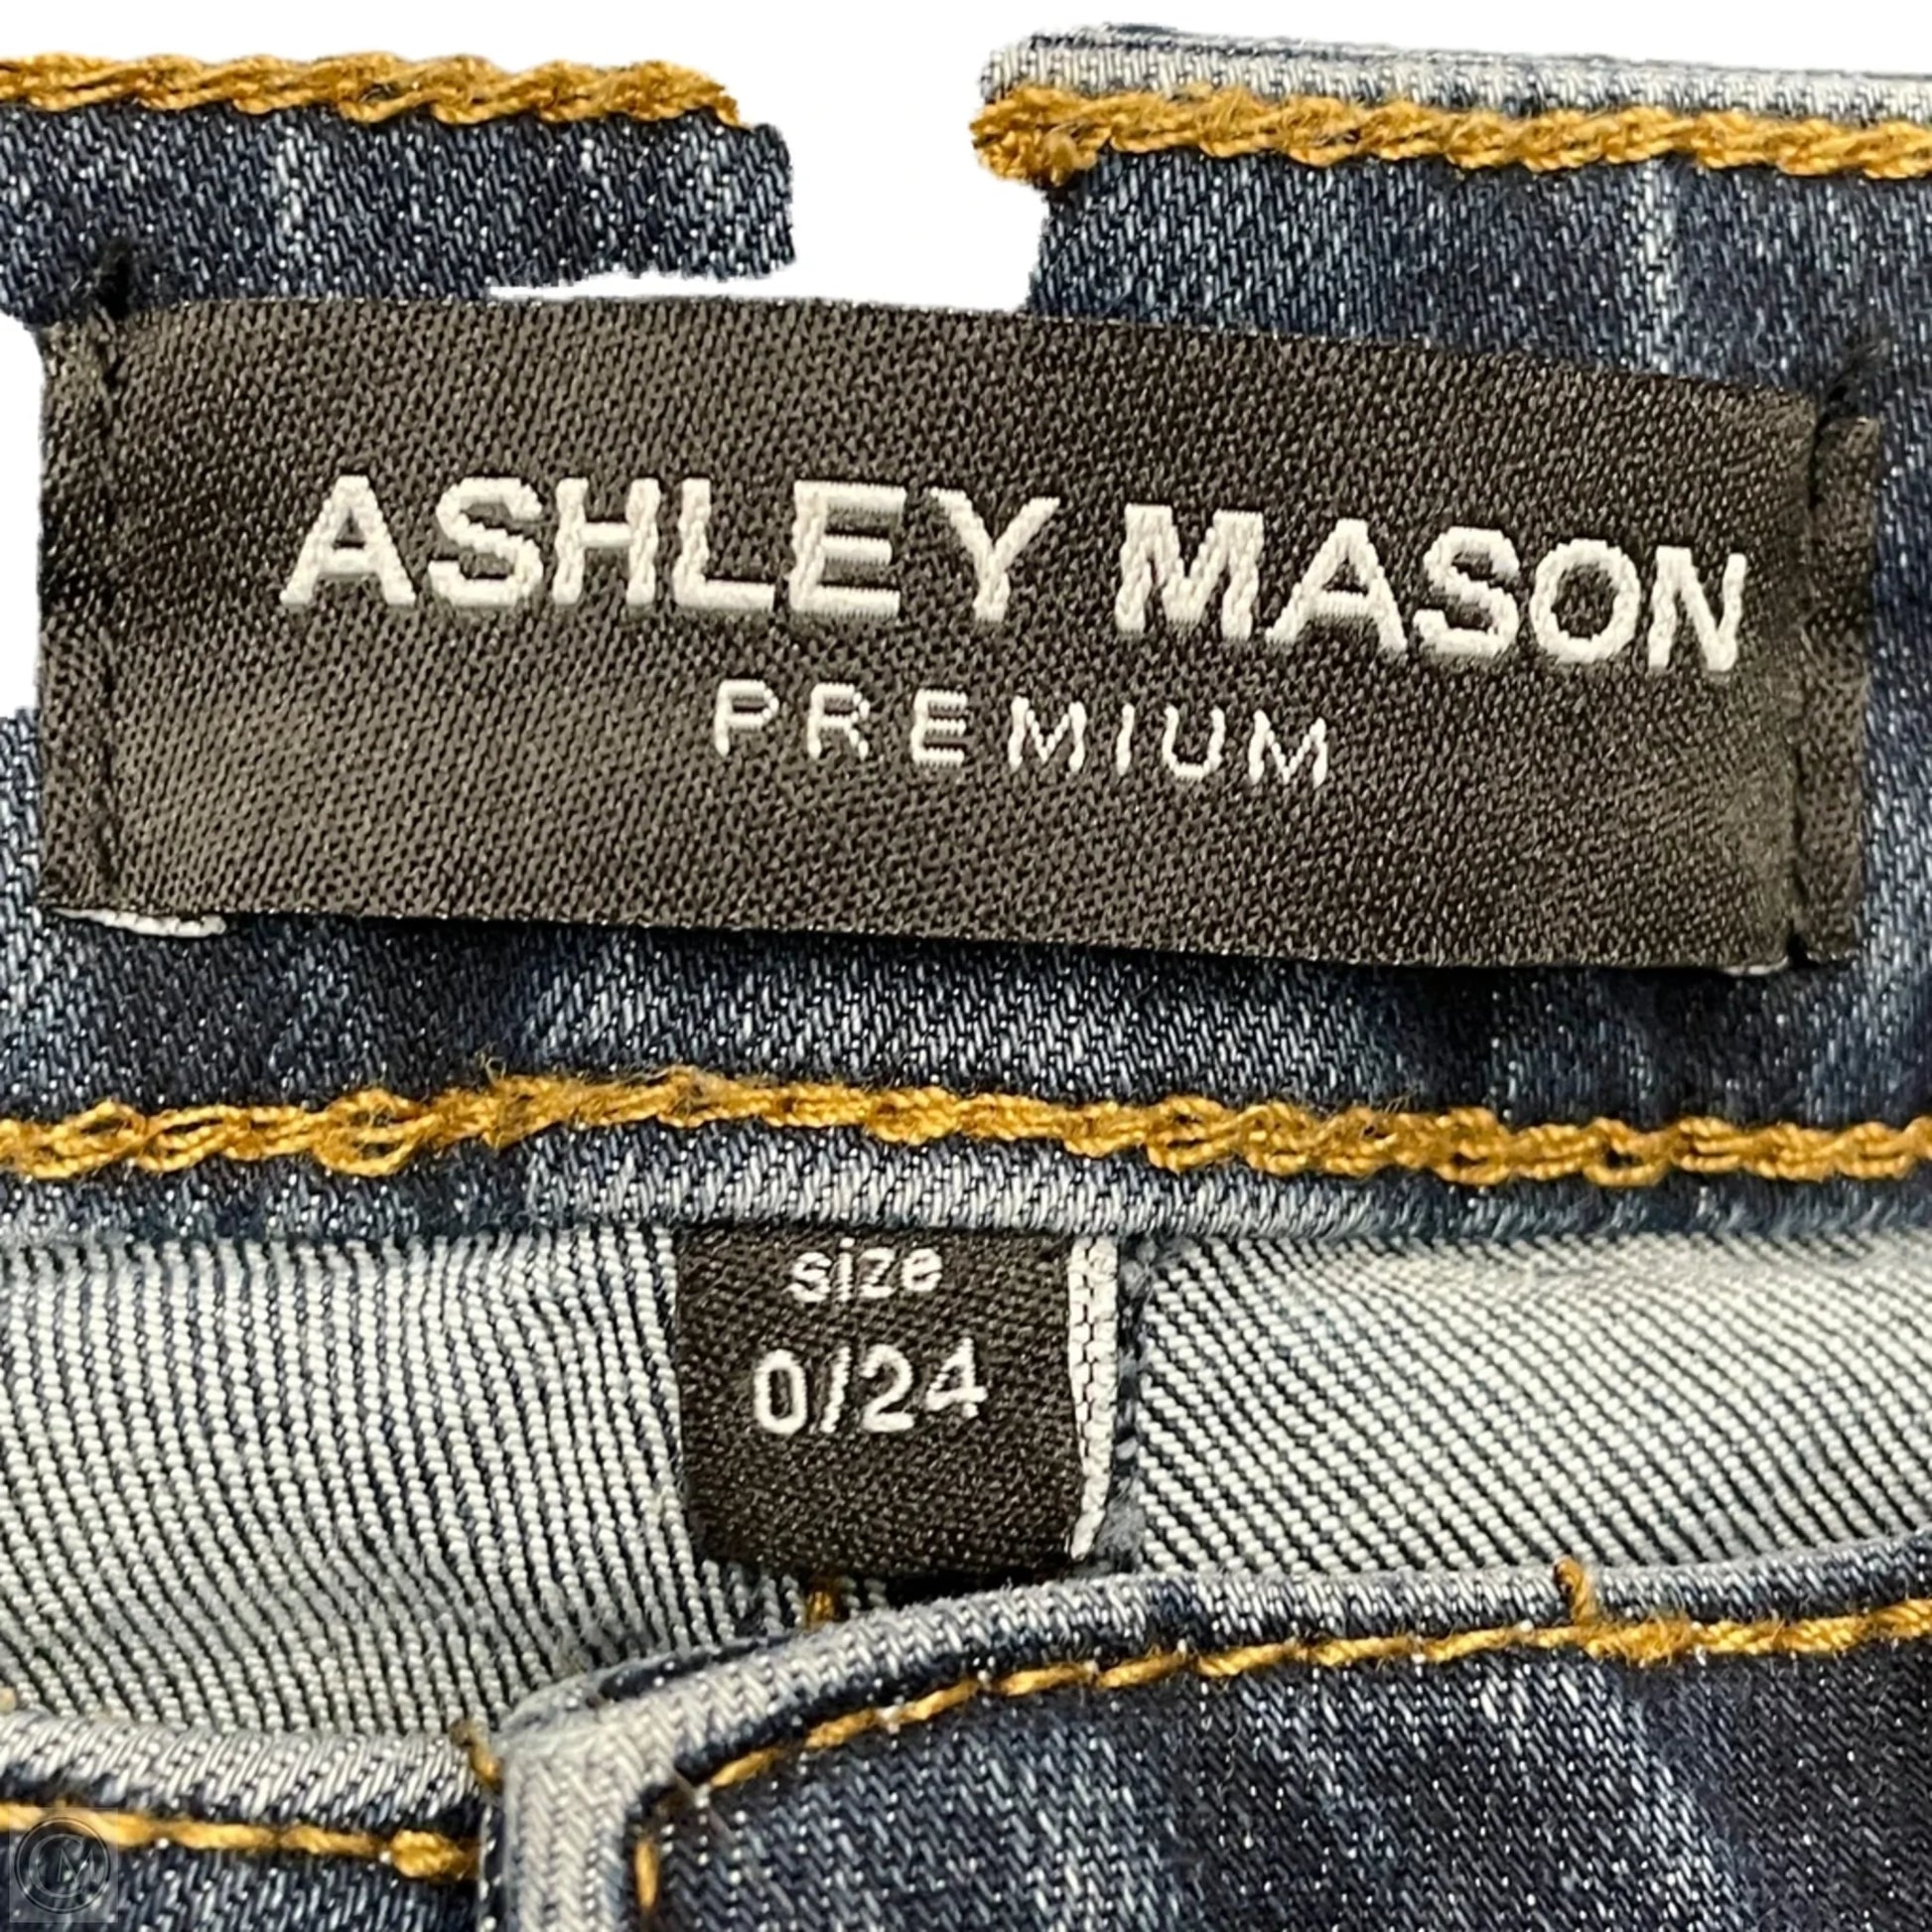 ASHLEY MASON
PREMIUM
size
0/24